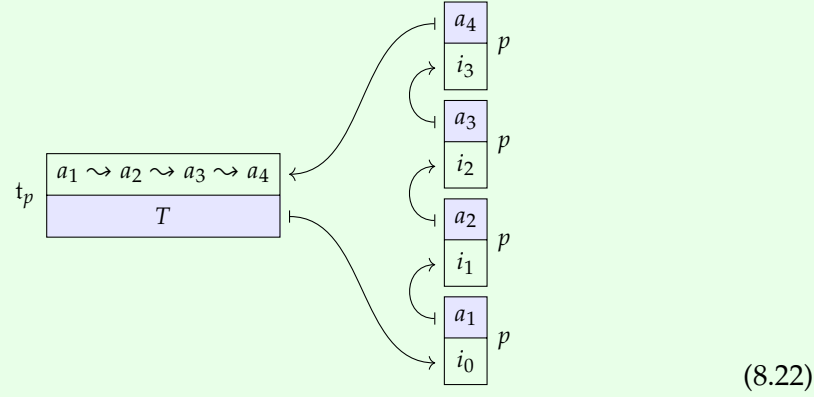 a₄
p
i₃
a₃
p
i₂
a₁ ⇝ a₂ ⇝ a₃ ⇝ a₄
tₚ
T
a₂
p
i₁
a₁
p
i₀
(8.22)